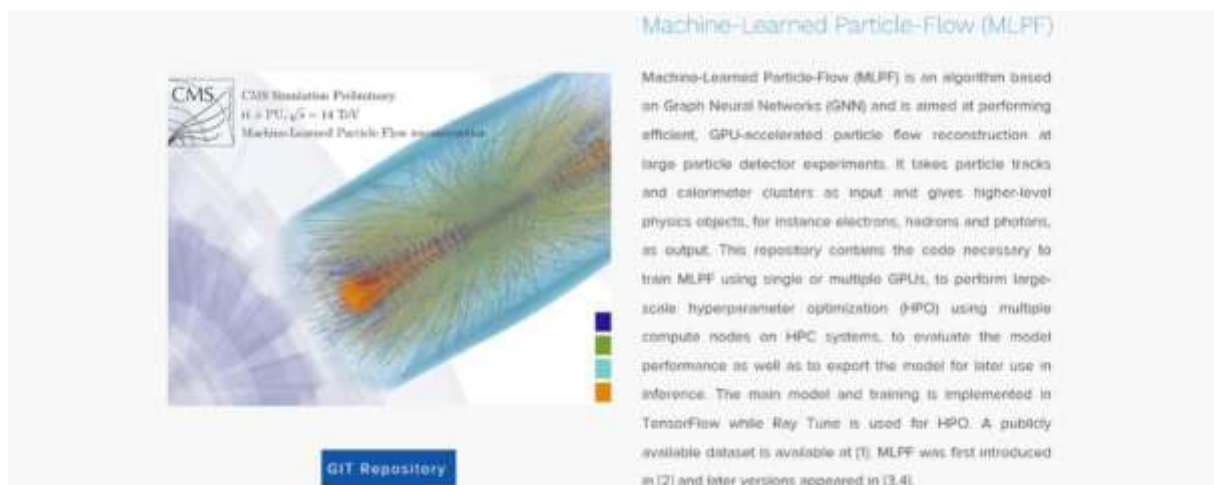 Machine-Learned Particle-Flow (MLPF)
CMS
CMS Simulation Preliminary
Machine-Learned Particle Flow reconstruction
Machine-Learned Particle-Flow (MLPF) is an algorithm based
on Graph Neural Networks (GNN) and is aimed at performing
efficient, GPU-accelerated particle flow reconstruction at
large particle detector experiments. It takes particle tracks
and calorimeter clusters as input and gives higher-level
physics objects, for instance electrons, hadrons and photons,
as output. This repository contains the code necessary to
train MLPF using single or multiple GPUs, to perform large-
scale hyperparameter optimization (HPO) using multiple
compute nodes on HPC systems, to evaluate the model
performance as well as to export the model for later use in
inference. The main model and training is implemented in
TensorFlow while Ray Tune is used for HPO. A publicly
available dataset is available at [1]. MLPF was first introduced
in [2] and later versions appeared in [3,4].
GIT Repository